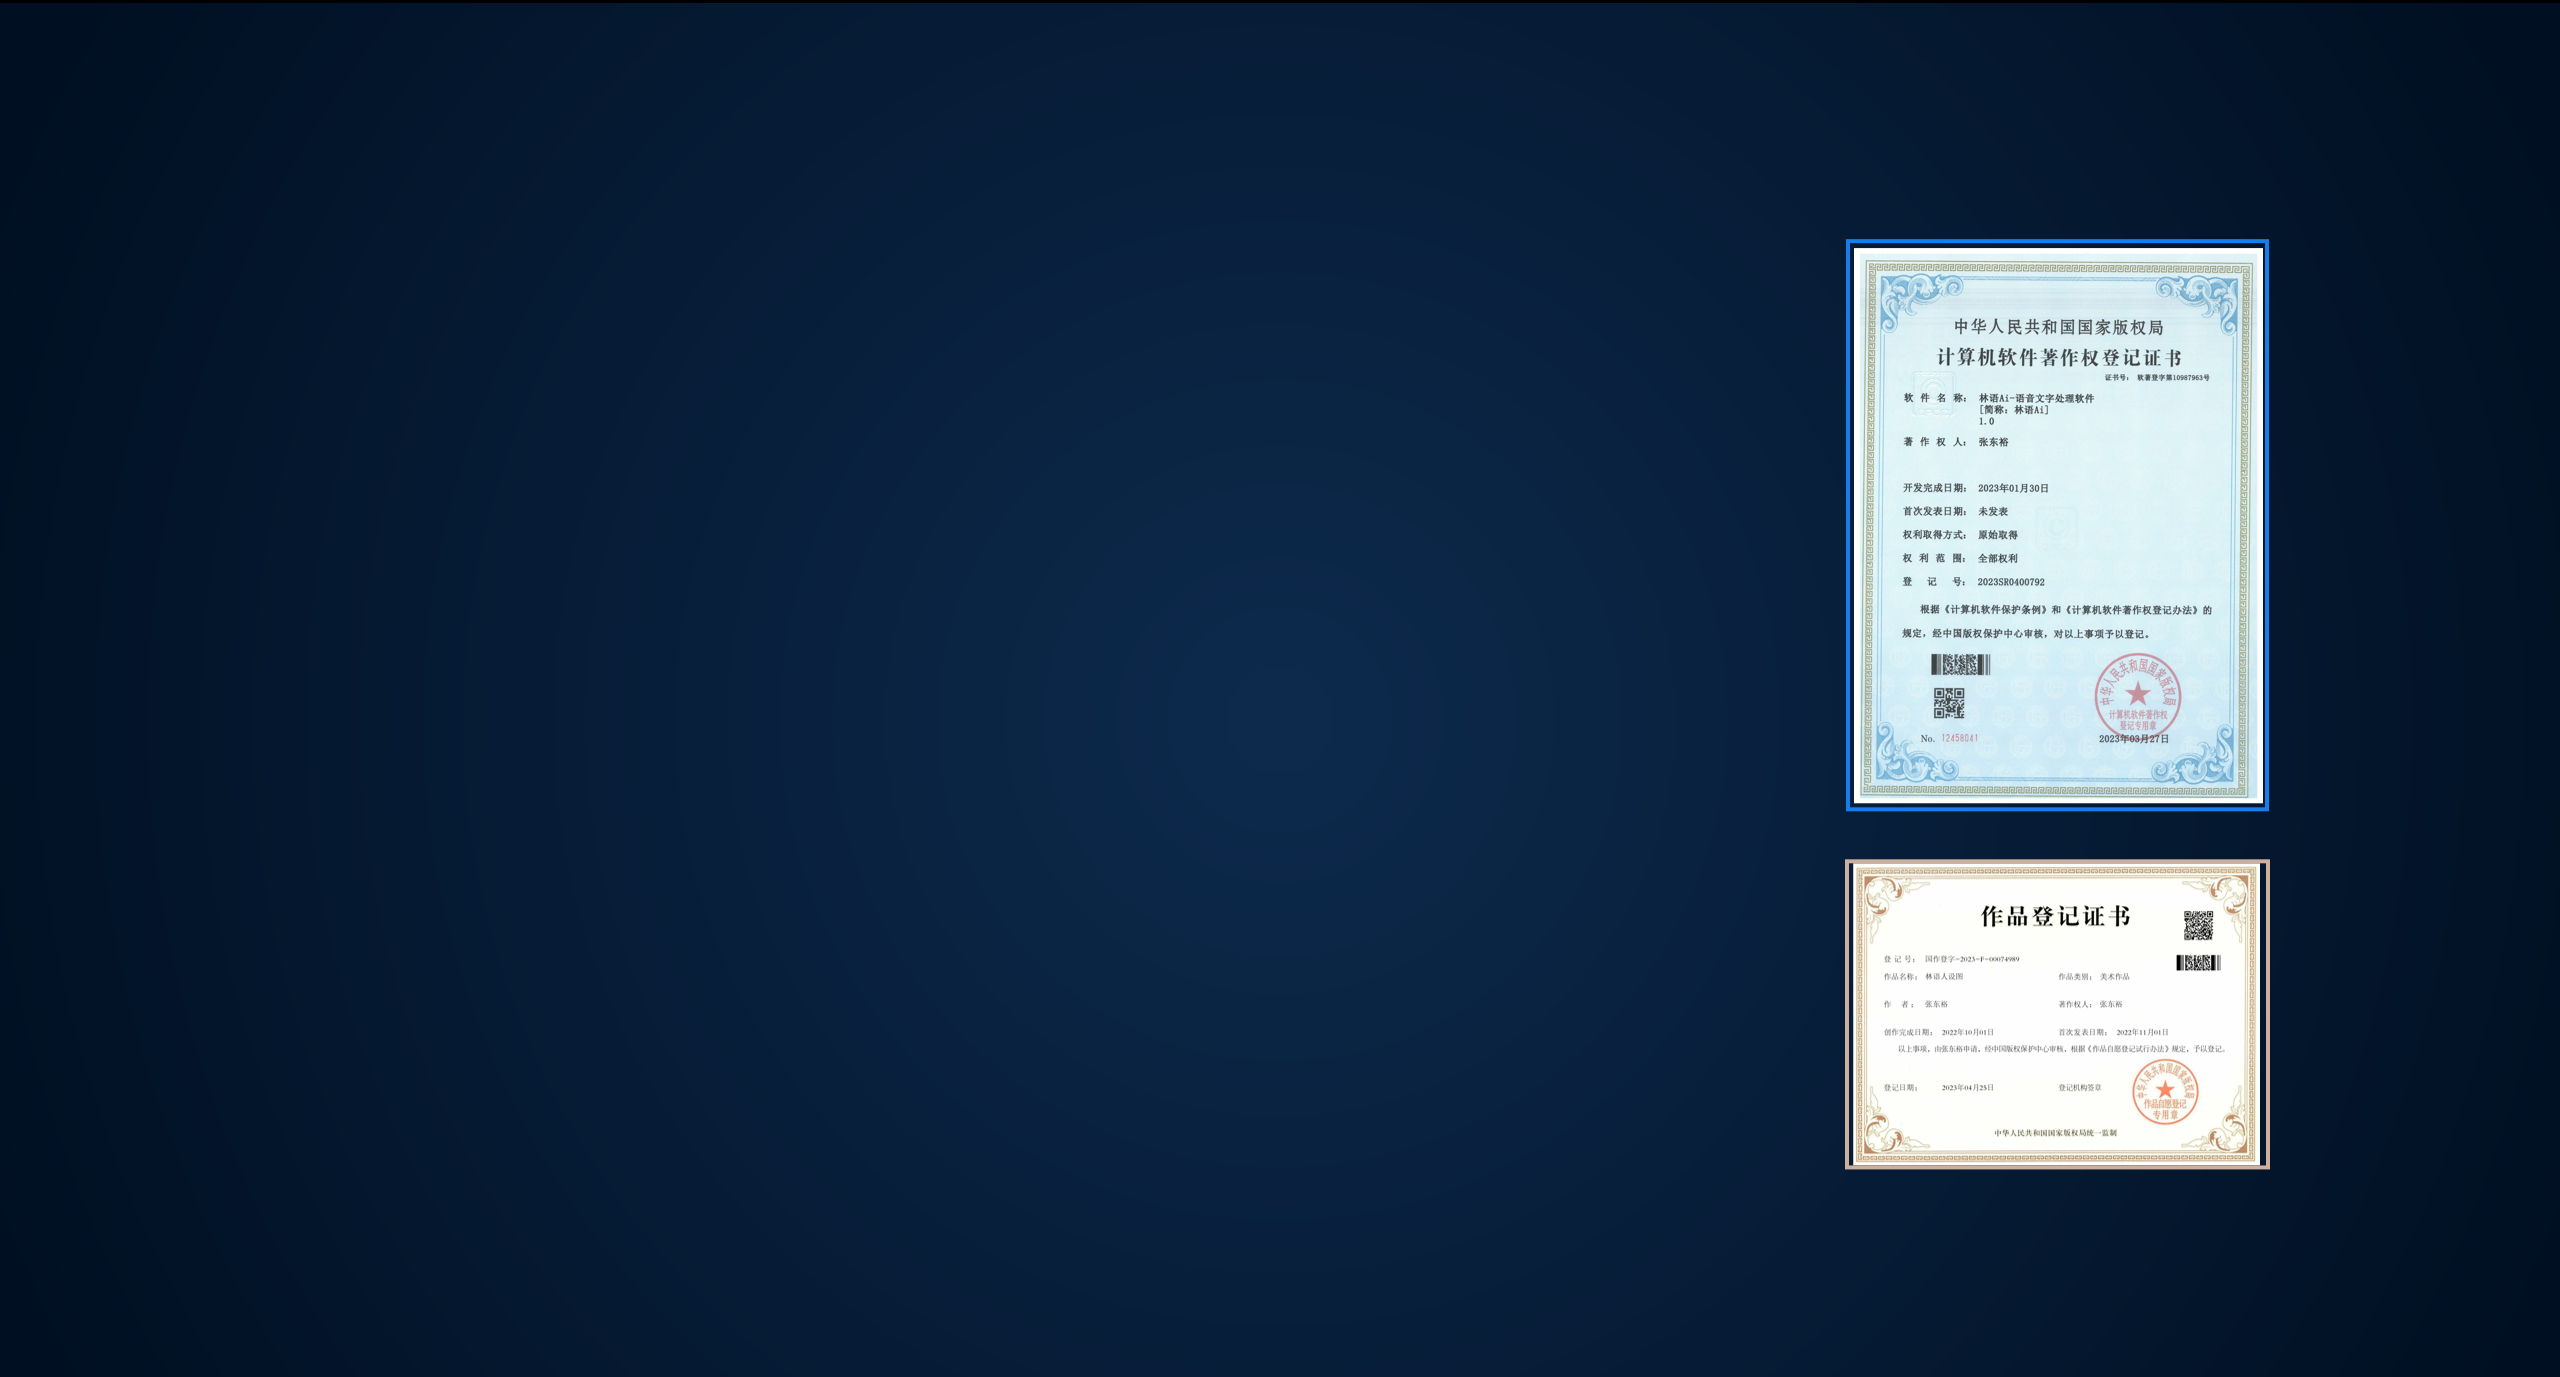 中华人民共和国国家版权局
计算机软件著作权登记证书
证书号： 软著登字第10987963号
软件名称： 林语Ai-语音文字处理软件
[简称：林语Ai]
1.0
著作权人： 张东裕
开发完成日期： 2023年01月30日
首次发表日期： 未发表
权利取得方式： 原始取得
权利范围： 全部权利
登记号： 2023SR0400792
根据《计算机软件保护条例》和《计算机软件著作权登记办法》的
规定，经中国版权保护中心审核，对以上事项予以登记。
中华人民共和国国家版权局
计算机软件著作权
登记专用章
No. 12458041
2023年03月27日
作品登记证书
登记号： 国作登字-2023-F-00074989
作品名称： 林语人设图 作品类别： 美术作品
作者： 张东裕 著作权人： 张东裕
创作完成日期： 2022年10月01日 首次发表日期： 2022年11月01日
以上事项，由张东裕申请，经中国版权保护中心审核，根据《作品自愿登记试行办法》规定，予以登记。
登记日期： 2023年04月25日 登记机构签章
中华人民共和国国家版权局
作品自愿登记
专用章
中华人民共和国国家版权局统一监制